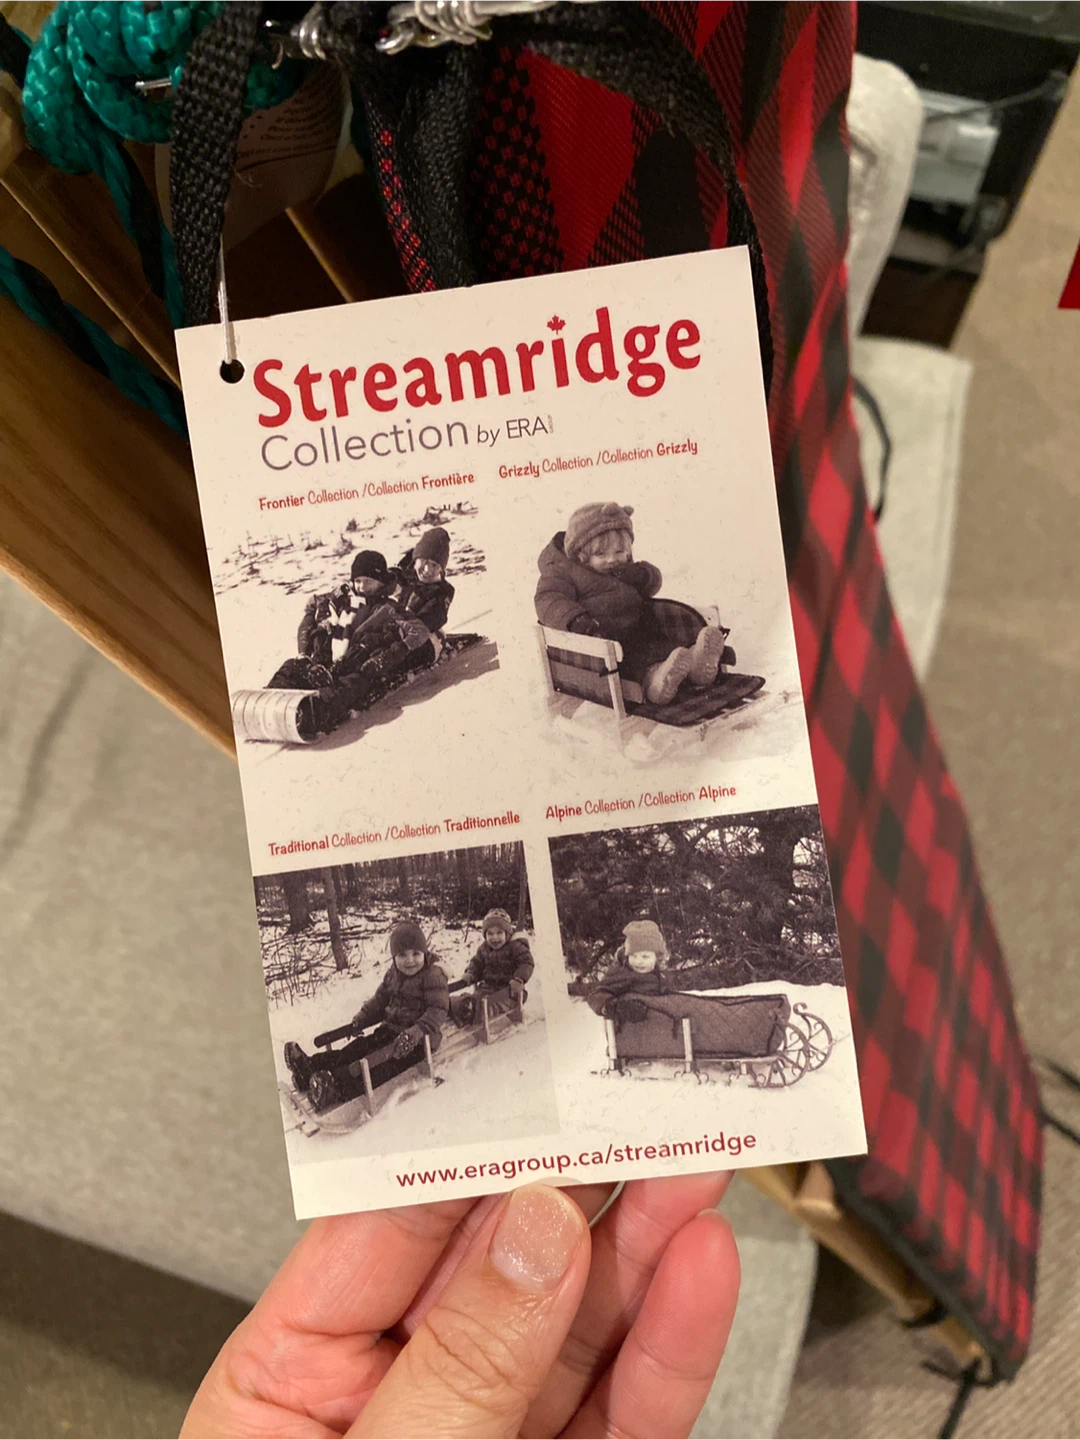 Streamridge
Collection by ERA
Frontier Collection /Collection Frontière
Grizzly Collection /Collection Grizzly
Traditional Collection /Collection Traditionnelle
Alpine Collection /Collection Alpine
www.eragroup.ca/streamridge